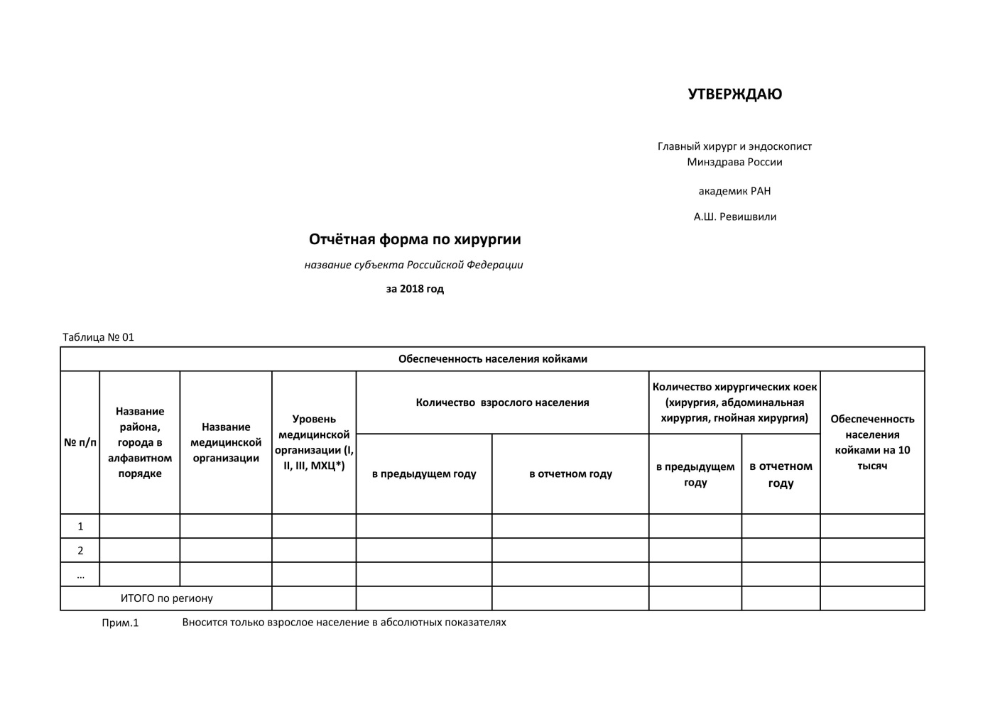 УТВЕРЖДАЮ
Главный хирург и эндоскопист
Минздрава России
академик РАН
А.Ш. Ревишвили
Отчётная форма по хирургии
название субъекта Российской Федерации
за 2018 год
Таблица № 01
Обеспеченность населения койками
№ п/п
Название
района,
города в
алфавитном
порядке
Название
медицинской
организации
Уровень
медицинской
организации (I,
II, III, МХЦ*)
Количество  взрослого населения
Количество хирургических коек
(хирургия, абдоминальная
хирургия, гнойная хирургия)
Обеспеченность
населения
койками на 10
тысяч
в предыдущем году
в отчетном году
в предыдущем
году
в отчетном
году
1
2
...
ИТОГО по региону
Прим.1 Вносится только взрослое население в абсолютных показателях